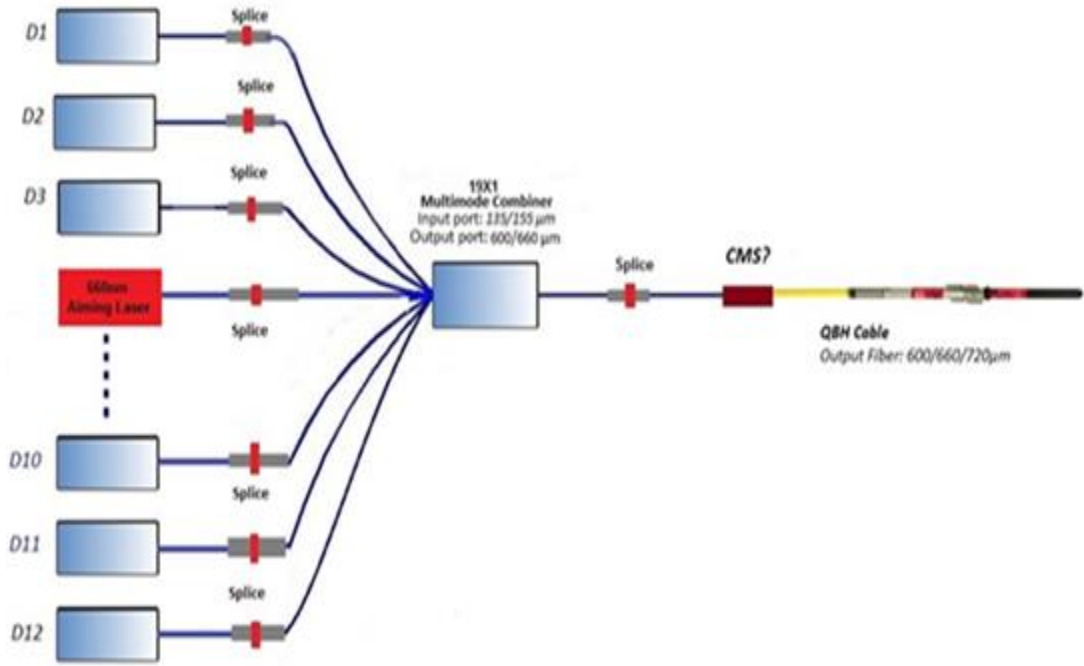 D1
Splice
D2
Splice
D3
Splice
660nm
Aiming Laser
Splice
19X1
Multimode Combiner
Input port: 135/155 µm
Output port: 600/660 µm
Splice
CMS?
QBH Cable
Output Fiber: 600/660/720µm
D10
Splice
D11
Splice
D12